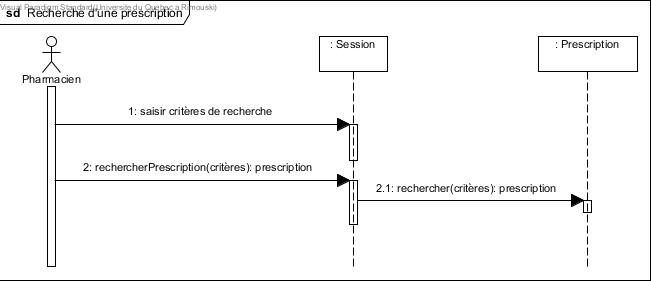 Visual Paradigm Standard(Universite du Quebec a Rimouski)
sd Recherche d'une prescription
Pharmacien
: Session
: Prescription
1: saisir critères de recherche
2: rechercherPrescription(critères): prescription
2.1: rechercher(critères): prescription